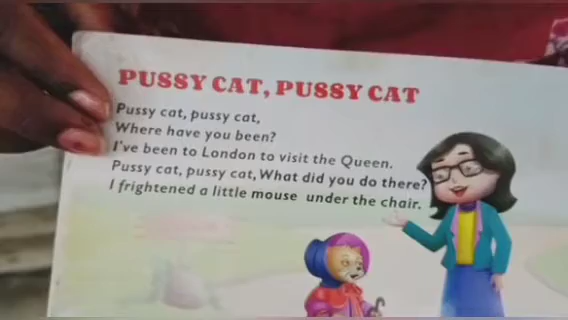 PUSSY CAT, PUSSY CAT
Pussy cat, pussy cat,
Where have you been?
I've been to London to visit the Queen.
Pussy cat, pussy cat, What did you do there?
I frightened a little mouse under the chair.